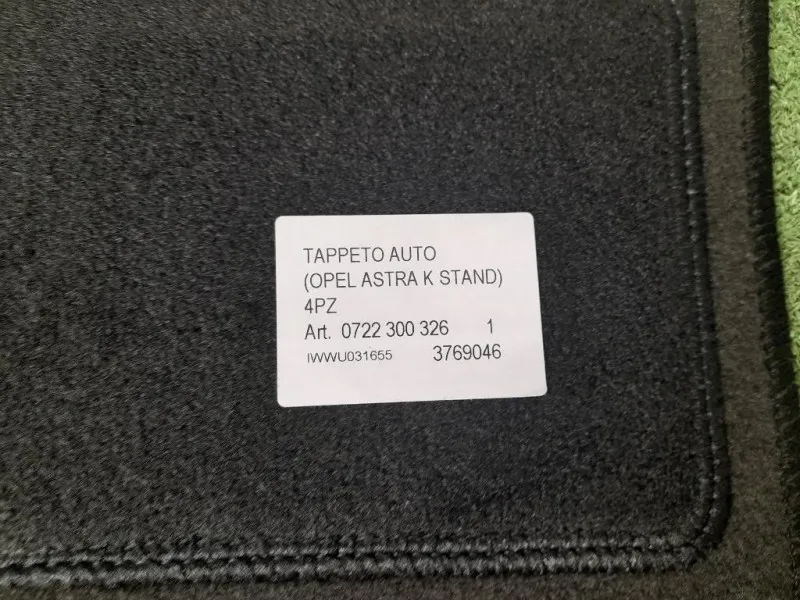 TAPPETO AUTO
(OPEL ASTRA K STAND)
4PZ
Art. 0722 300 326 1
IWWU031655 3769046